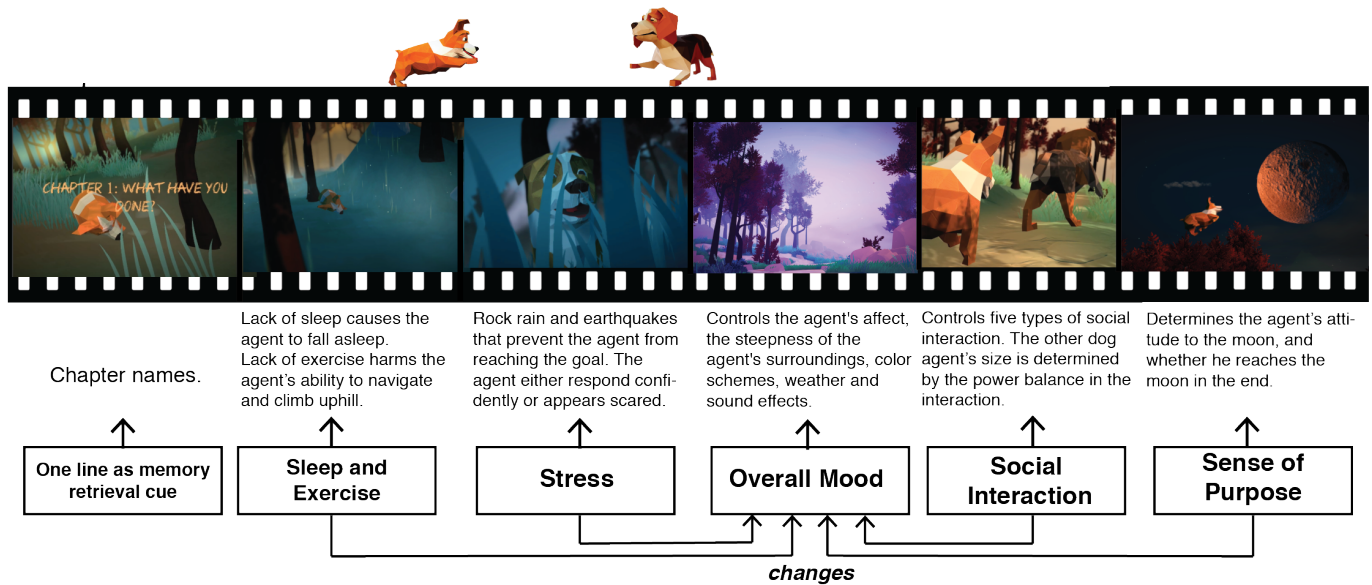 CHAPTER 1: WHAT HAVE YOU
DONE?
Chapter names.
Lack of sleep causes the
agent to fall asleep.
Lack of exercise harms the
agent's ability to navigate
and climb uphill.
Rock rain and earthquakes
that prevent the agent from
reaching the goal. The
agent either respond confi-
dently or appears scared.
Controls the agent's affect,
the steepness of the
agent's surroundings, color
schemes, weather and
sound effects.
Controls five types of social
interaction. The other dog
agent's size is determined
by the power balance in the
interaction.
Determines the agent's atti-
tude to the moon, and
whether he reaches the
moon in the end.
One line as memory
retrieval cue
Sleep and
Exercise
Stress
Overall Mood
Social
Interaction
Sense of
Purpose
changes